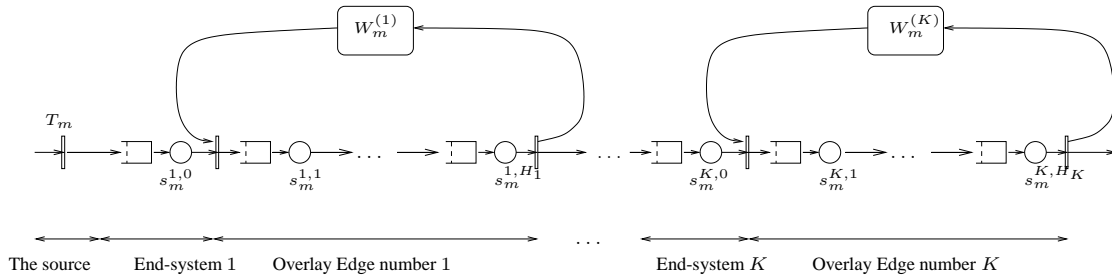 W_m^{(1)} W_m^{(K)}
T_m
. . . . . . . . .
s_m^{1,0} s_m^{1,1} s_m^{1,H_1} s_m^{K,0} s_m^{K,1} s_m^{K,H_K}
. . .
The source End-system 1 Overlay Edge number 1 End-system K Overlay Edge number K